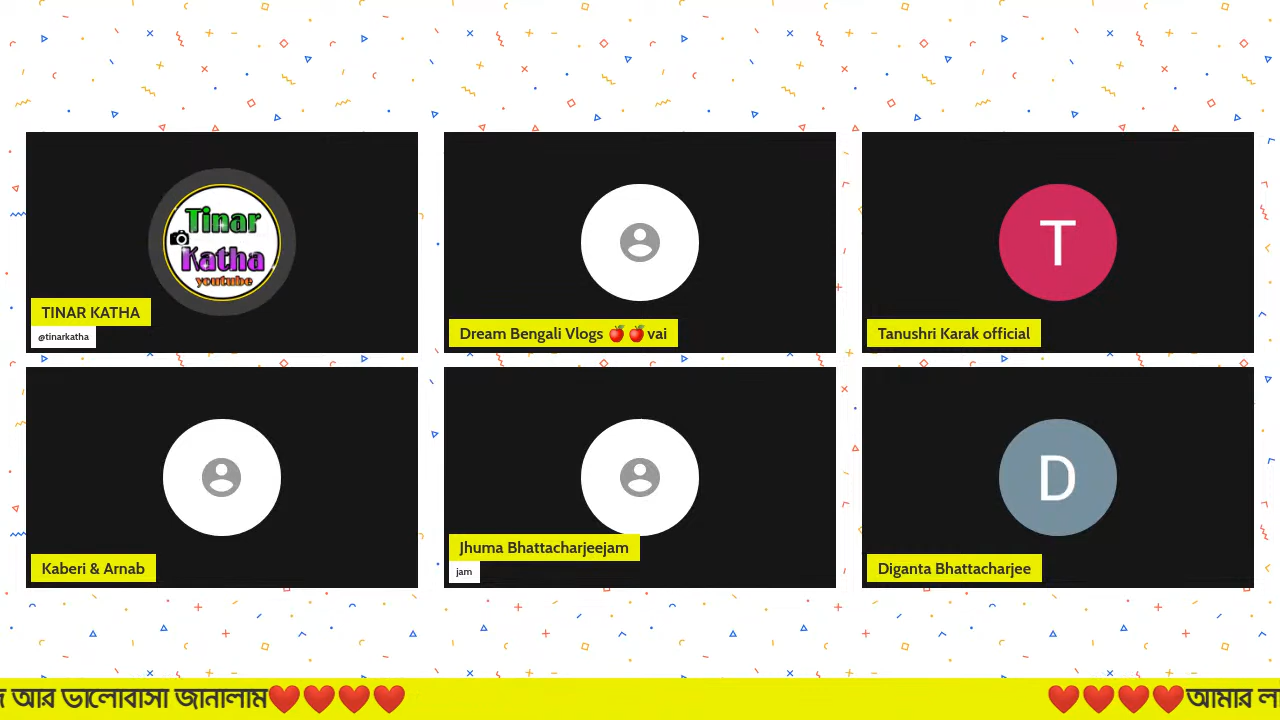 Tinar
Katha
youtube
TINAR KATHA
@tinarkatha
Dream Bengali Vlogs 🍎🍎vai
T
Tanushri Karak official
Kaberi & Arnab
Jhuma Bhattacharjeejam
jam
D
Diganta Bhattacharjee
আর ভালোবাসা জানালাম❤️❤️❤️❤️
❤️❤️❤️❤️আমার